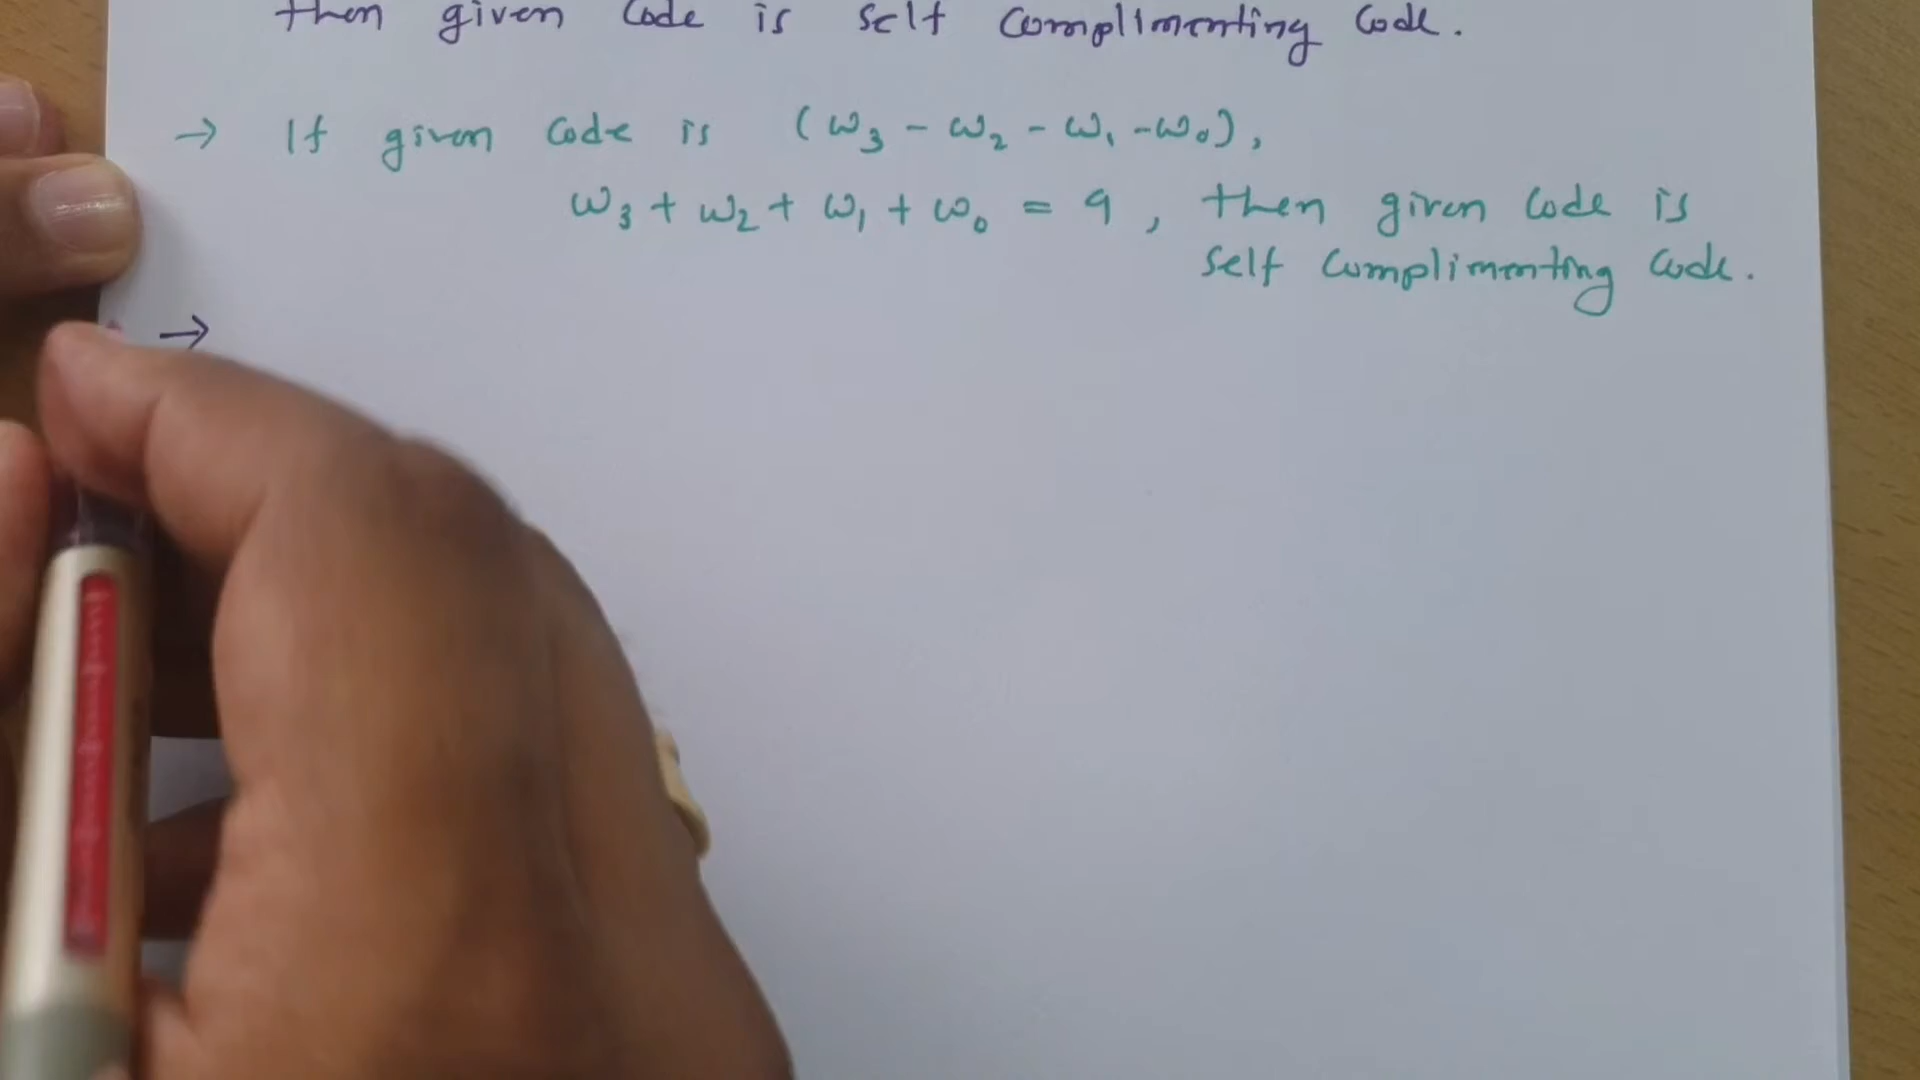 then given code is self complimenting code.
→ If given code is (ω₃ - ω₂ - ω₁ - ω₀),
ω₃ + ω₂ + ω₁ + ω₀ = 9, then given code is
self complimenting code.
→